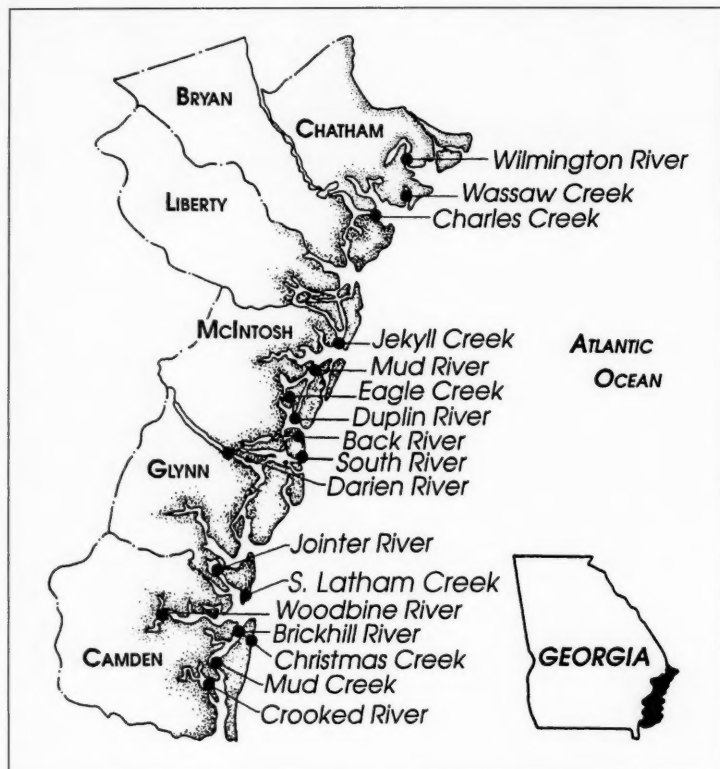 BRYAN
CHATHAM
Wilmington River
Wassaw Creek
LIBERTY
Charles Creek
MCINTOSH
Jekyll Creek
ATLANTIC
OCEAN
Mud River
Eagle Creek
Duplin River
Back River
GLYNN
South River
Darien River
Jointer River
S. Latham Creek
Woodbine River
Brickhill River
CAMDEN
Christmas Creek
GEORGIA
Mud Creek
Crooked River